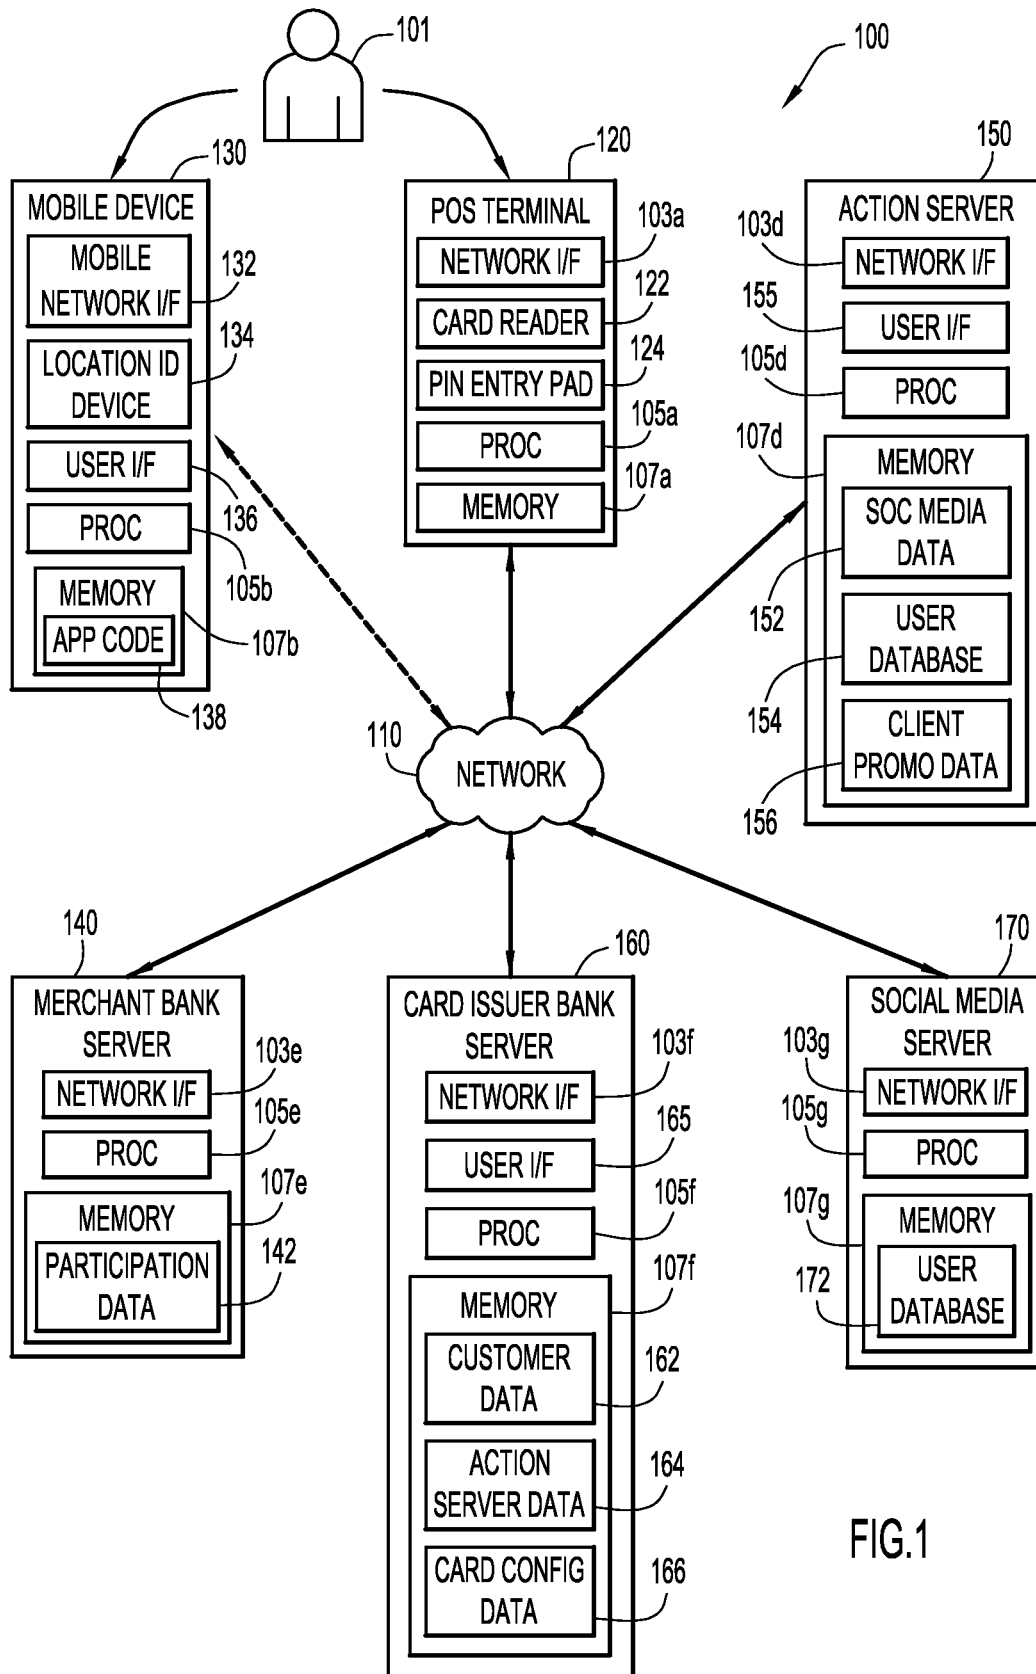 101
100
130
MOBILE DEVICE
MOBILE
NETWORK I/F
132
LOCATION ID
DEVICE
134
USER I/F
136
PROC
105b
MEMORY
APP CODE
107b
138
120
POS TERMINAL
NETWORK I/F
103a
CARD READER
122
PIN ENTRY PAD
124
PROC
105a
MEMORY
107a
150
ACTION SERVER
103d
NETWORK I/F
155
USER I/F
105d
PROC
107d
MEMORY
SOC MEDIA
DATA
152
USER
DATABASE
154
CLIENT
PROMO DATA
156
110
NETWORK
140
MERCHANT BANK
SERVER
103e
NETWORK I/F
105e
PROC
107e
MEMORY
PARTICIPATION
DATA
142
160
CARD ISSUER BANK
SERVER
103f
NETWORK I/F
165
USER I/F
105f
PROC
107f
MEMORY
CUSTOMER
DATA
162
ACTION
SERVER DATA
164
CARD CONFIG
DATA
166
170
SOCIAL MEDIA
SERVER
103g
NETWORK I/F
105g
PROC
107g
MEMORY
172
USER
DATABASE
FIG.1